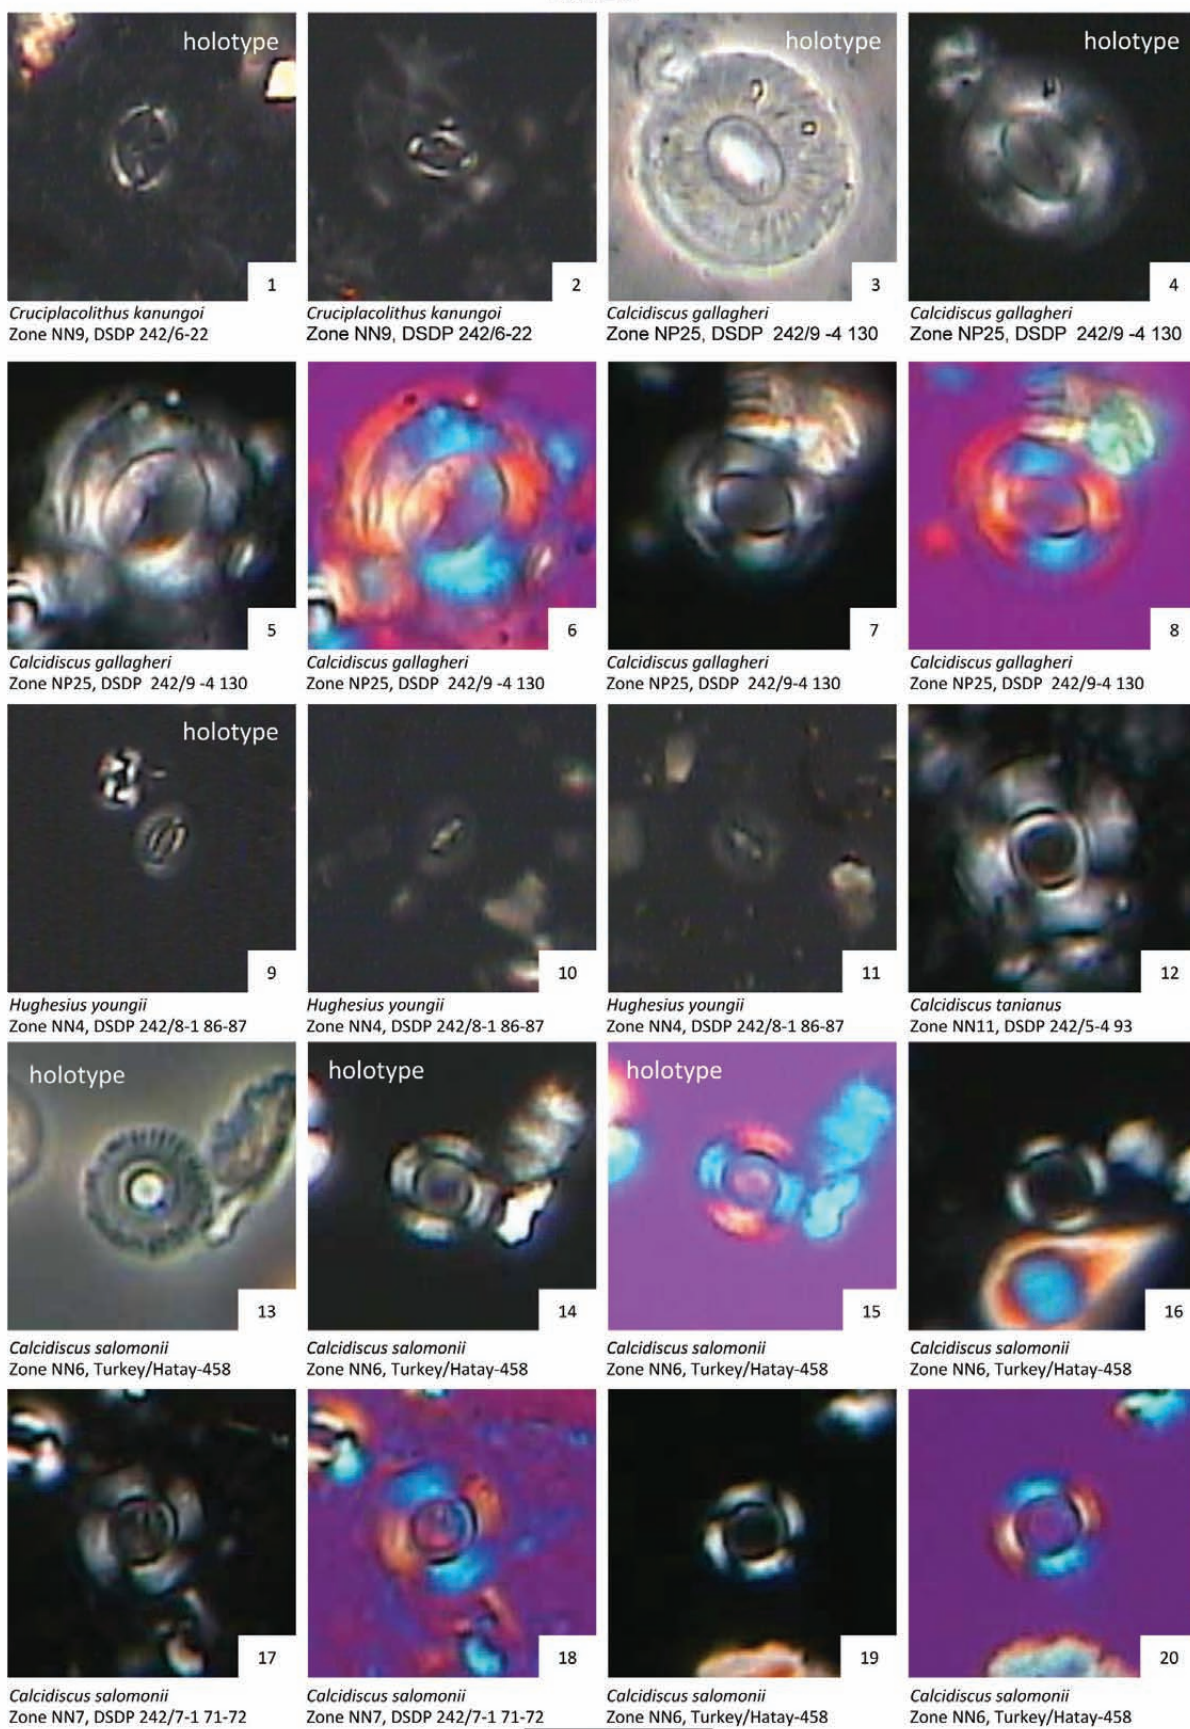 holotype
holotype
holotype
1
2
3
4
Cruciplacolithus kanungoi
Zone NN9, DSDP 242/6-22
Cruciplacolithus kanungoi
Zone NN9, DSDP 242/6-22
Calcidiscus gallagheri
Zone NP25, DSDP 242/9 -4 130
Calcidiscus gallagheri
Zone NP25, DSDP 242/9 -4 130
5
6
7
8
Calcidiscus gallagheri
Zone NP25, DSDP 242/9 -4 130
Calcidiscus gallagheri
Zone NP25, DSDP 242/9 -4 130
Calcidiscus gallagheri
Zone NP25, DSDP 242/9-4 130
Calcidiscus gallagheri
Zone NP25, DSDP 242/9-4 130
holotype
9
10
11
12
Hughesius youngii
Zone NN4, DSDP 242/8-1 86-87
Hughesius youngii
Zone NN4, DSDP 242/8-1 86-87
Hughesius youngii
Zone NN4, DSDP 242/8-1 86-87
Calcidiscus tanianus
Zone NN11, DSDP 242/5-4 93
holotype
holotype
holotype
13
14
15
16
Calcidiscus salomonii
Zone NN6, Turkey/Hatay-458
Calcidiscus salomonii
Zone NN6, Turkey/Hatay-458
Calcidiscus salomonii
Zone NN6, Turkey/Hatay-458
Calcidiscus salomonii
Zone NN6, Turkey/Hatay-458
17
18
19
20
Calcidiscus salomonii
Zone NN7, DSDP 242/7-1 71-72
Calcidiscus salomonii
Zone NN7, DSDP 242/7-1 71-72
Calcidiscus salomonii
Zone NN6, Turkey/Hatay-458
Calcidiscus salomonii
Zone NN6, Turkey/Hatay-458